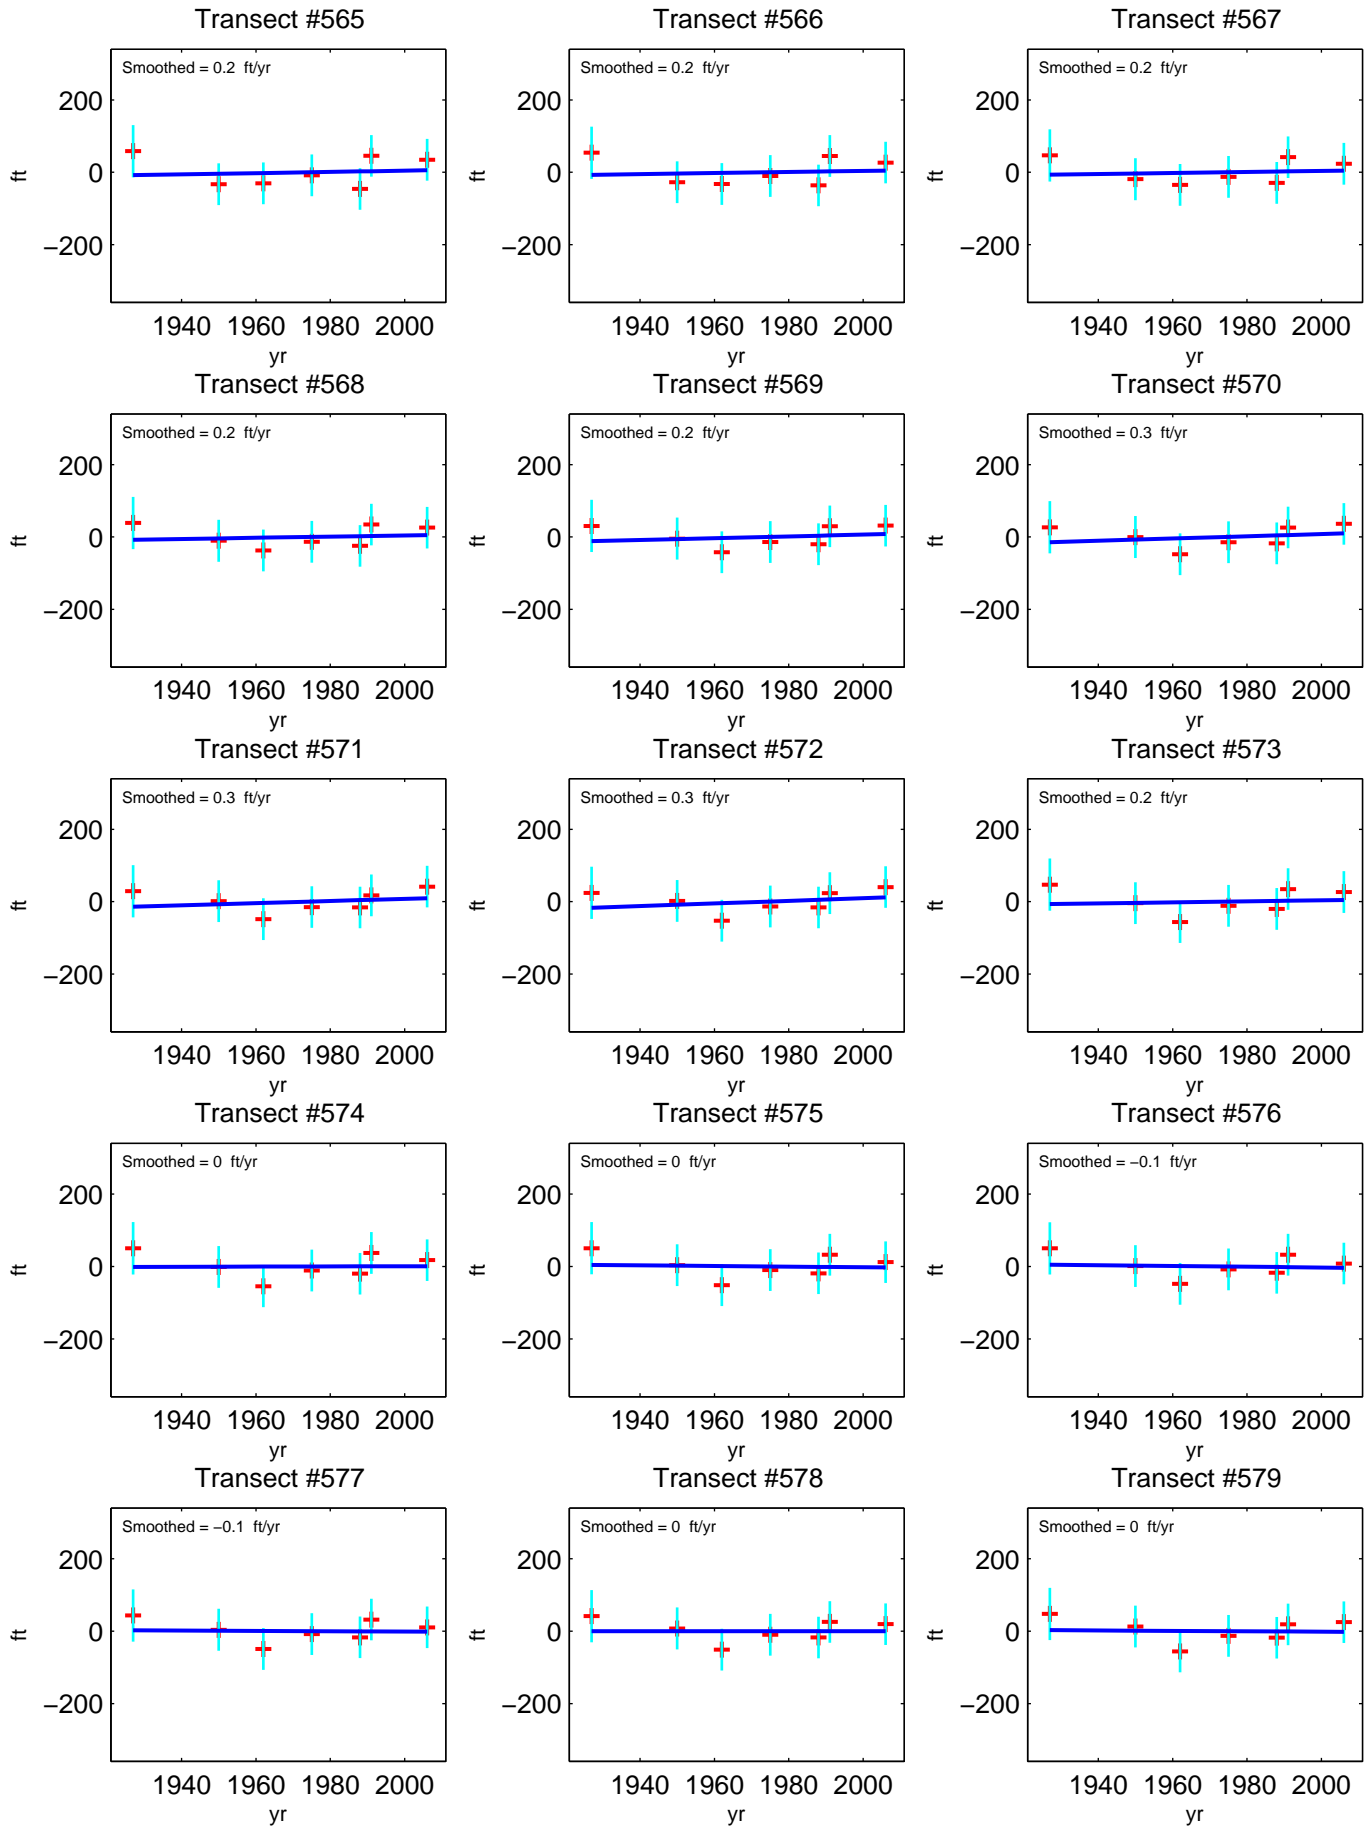 Transect #565
Smoothed = 0.2 ft/yr
200
0
−200
ft
1940 1960 1980 2000
yr
Transect #566
Smoothed = 0.2 ft/yr
200
0
−200
ft
1940 1960 1980 2000
yr
Transect #567
Smoothed = 0.2 ft/yr
200
0
−200
ft
1940 1960 1980 2000
yr
Transect #568
Smoothed = 0.2 ft/yr
200
0
−200
ft
1940 1960 1980 2000
yr
Transect #569
Smoothed = 0.2 ft/yr
200
0
−200
ft
1940 1960 1980 2000
yr
Transect #570
Smoothed = 0.3 ft/yr
200
0
−200
ft
1940 1960 1980 2000
yr
Transect #571
Smoothed = 0.3 ft/yr
200
0
−200
ft
1940 1960 1980 2000
yr
Transect #572
Smoothed = 0.3 ft/yr
200
0
−200
ft
1940 1960 1980 2000
yr
Transect #573
Smoothed = 0.2 ft/yr
200
0
−200
ft
1940 1960 1980 2000
yr
Transect #574
Smoothed = 0 ft/yr
200
0
−200
ft
1940 1960 1980 2000
yr
Transect #575
Smoothed = 0 ft/yr
200
0
−200
ft
1940 1960 1980 2000
yr
Transect #576
Smoothed = −0.1 ft/yr
200
0
−200
ft
1940 1960 1980 2000
yr
Transect #577
Smoothed = −0.1 ft/yr
200
0
−200
ft
1940 1960 1980 2000
yr
Transect #578
Smoothed = 0 ft/yr
200
0
−200
ft
1940 1960 1980 2000
yr
Transect #579
Smoothed = 0 ft/yr
200
0
−200
ft
1940 1960 1980 2000
yr